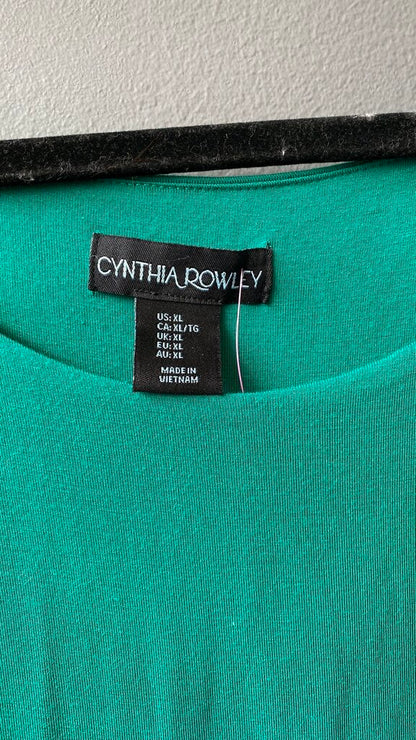 CYNTHIA ROWLEY
US: XL
CA: XL/TG
UK: XL
EU: XL
AU: XL
MADE IN
VIETNAM